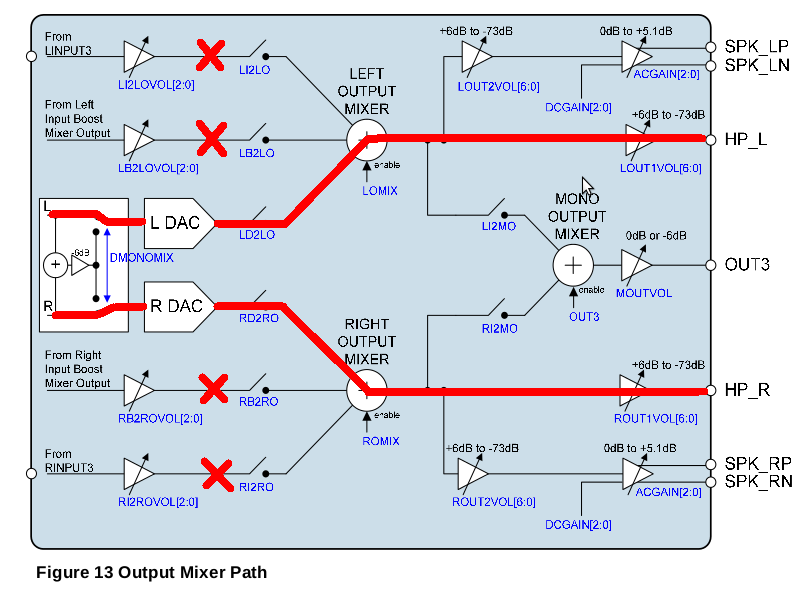 From
LINPUT3
LI2LOVOL[2:0]
LI2LO
LEFT
OUTPUT
MIXER
+6dB to -73dB
LOUT2VOL[6:0]
0dB to +5.1dB
ACGAIN[2:0]
DCGAIN[2:0]
SPK_LP
SPK_LN
From Left
Input Boost
Mixer Output
LB2LOVOL[2:0]
LB2LO
enable
LOMIX
+6dB to -73dB
LOUT1VOL[6:0]
HP_L
L
L DAC
LD2LO
-6dB
DMONOMIX
R
R DAC
RD2RO
LI2MO
MONO
OUTPUT
MIXER
enable
OUT3
RI2MO
0dB or -6dB
MOUTVOL
OUT3
RIGHT
OUTPUT
MIXER
From Right
Input Boost
Mixer Output
RB2ROVOL[2:0]
RB2RO
enable
ROMIX
+6dB to -73dB
ROUT1VOL[6:0]
HP_R
From
RINPUT3
RI2ROVOL[2:0]
RI2RO
+6dB to -73dB
ROUT2VOL[6:0]
0dB to +5.1dB
ACGAIN[2:0]
DCGAIN[2:0]
SPK_RP
SPK_RN
Figure 13 Output Mixer Path